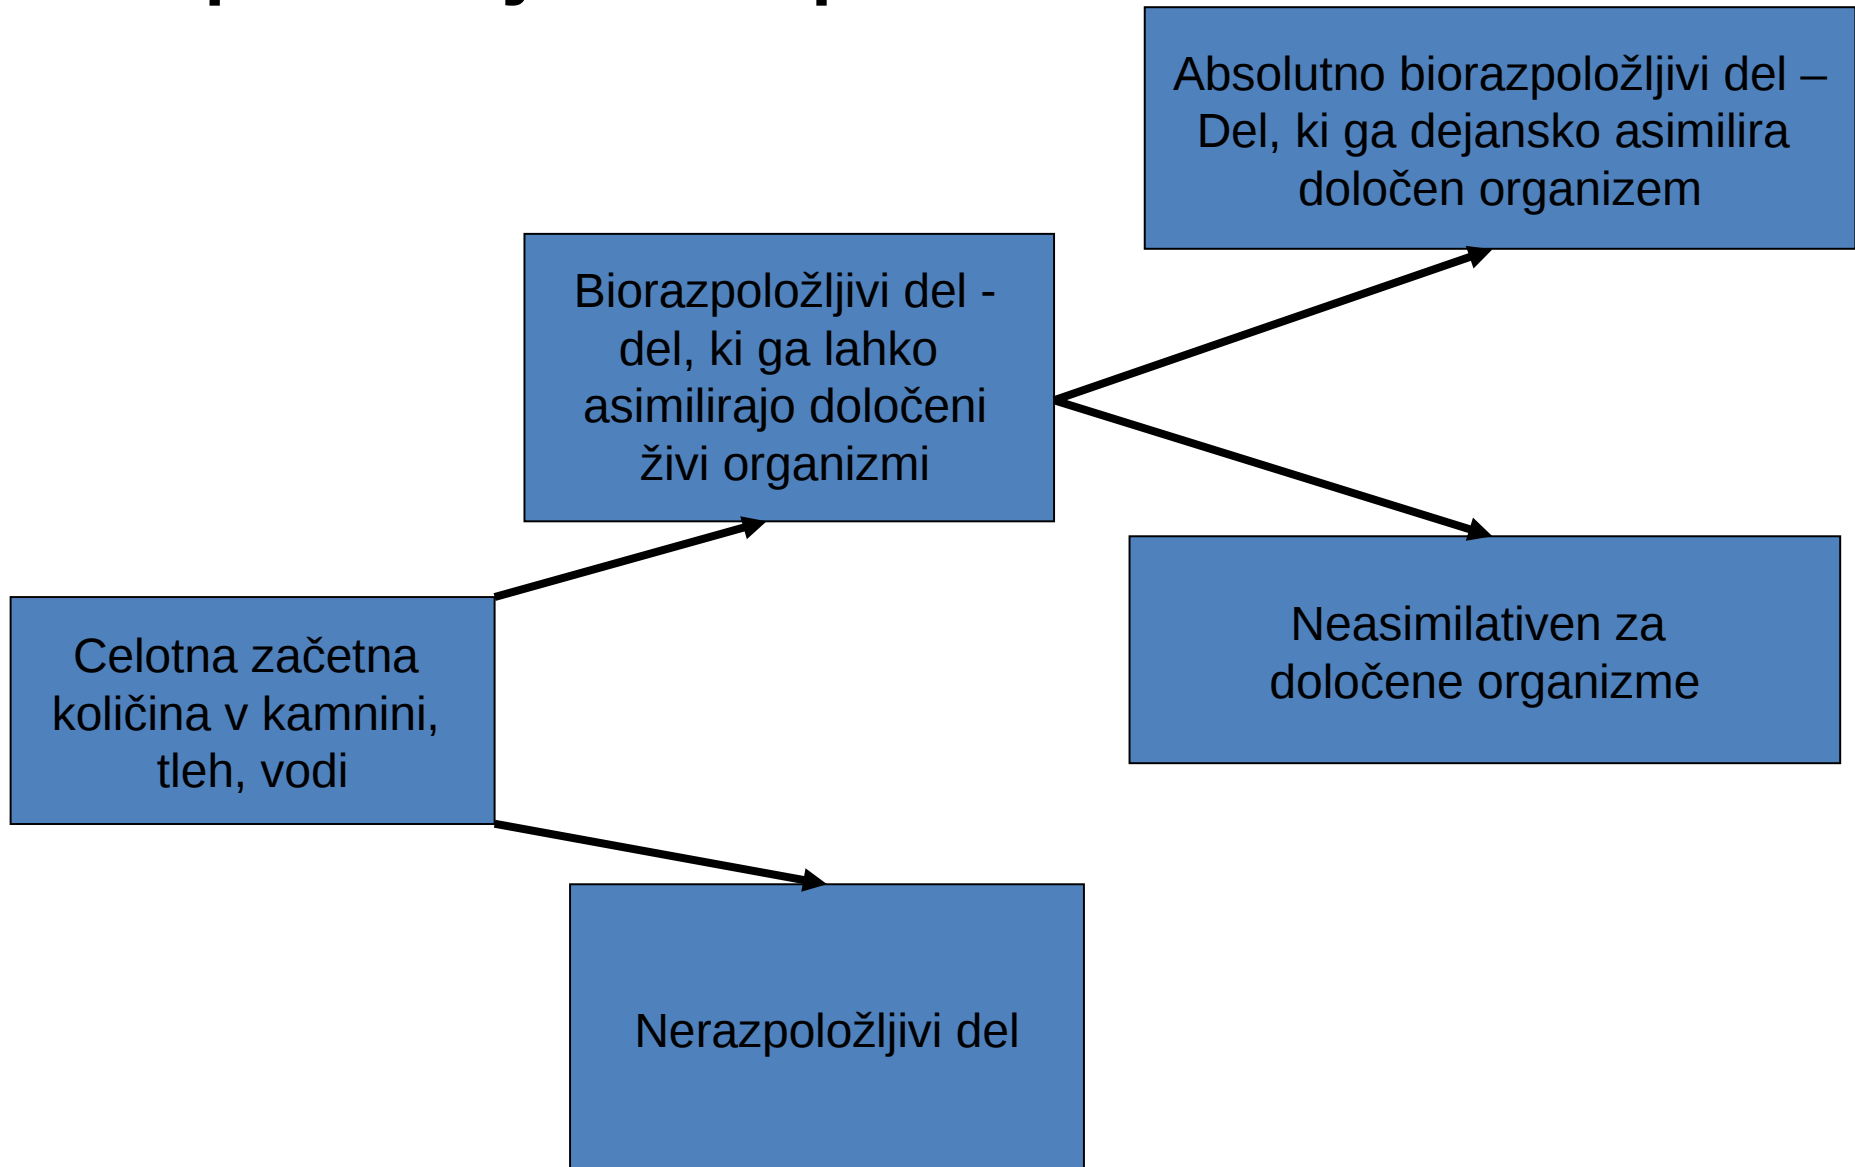 Absolutno biorazpoložljivi del –
Del, ki ga dejansko asimilira
določen organizem
Biorazpoložljivi del -
del, ki ga lahko
asimilirajo določeni
živi organizmi
Neasimilativen za
določene organizme
Celotna začetna
količina v kamnini,
tleh, vodi
Nerazpoložljivi del